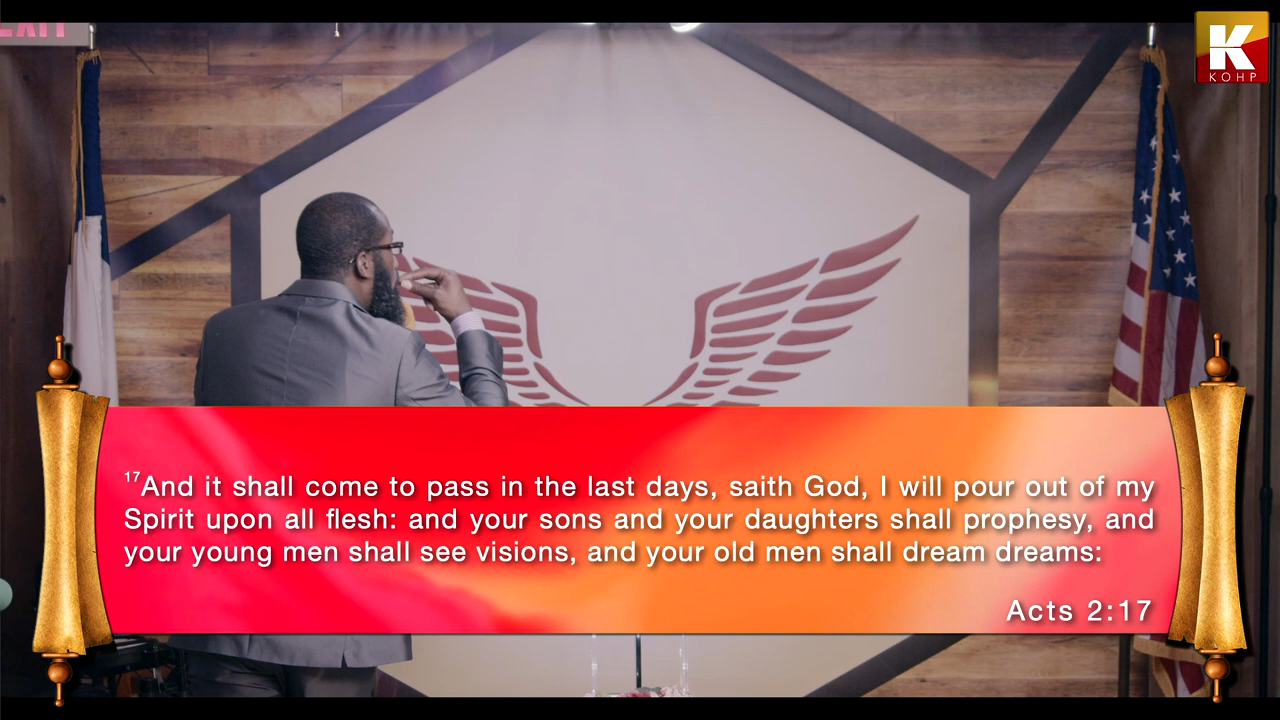 EXIT
K
KOHP
17And it shall come to pass in the last days, saith God, I will pour out of my
Spirit upon all flesh: and your sons and your daughters shall prophesy, and
your young men shall see visions, and your old men shall dream dreams:
Acts 2:17